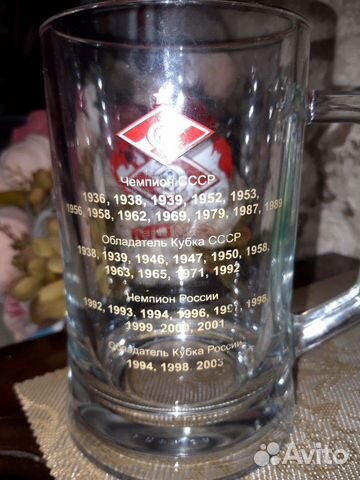 Чемпион СССР
1936, 1938, 1939, 1952, 1953,
1956, 1958, 1962, 1969, 1979, 1987, 1989
Обладатель Кубка СССР
1938, 1939, 1946, 1947, 1950, 1958,
1963, 1965, 1971, 1992
Чемпион России
1992, 1993, 1994, 1996, 1997, 1998,
1999, 2000, 2001
Обладатель Кубка России
1994, 1998, 2003
Avito